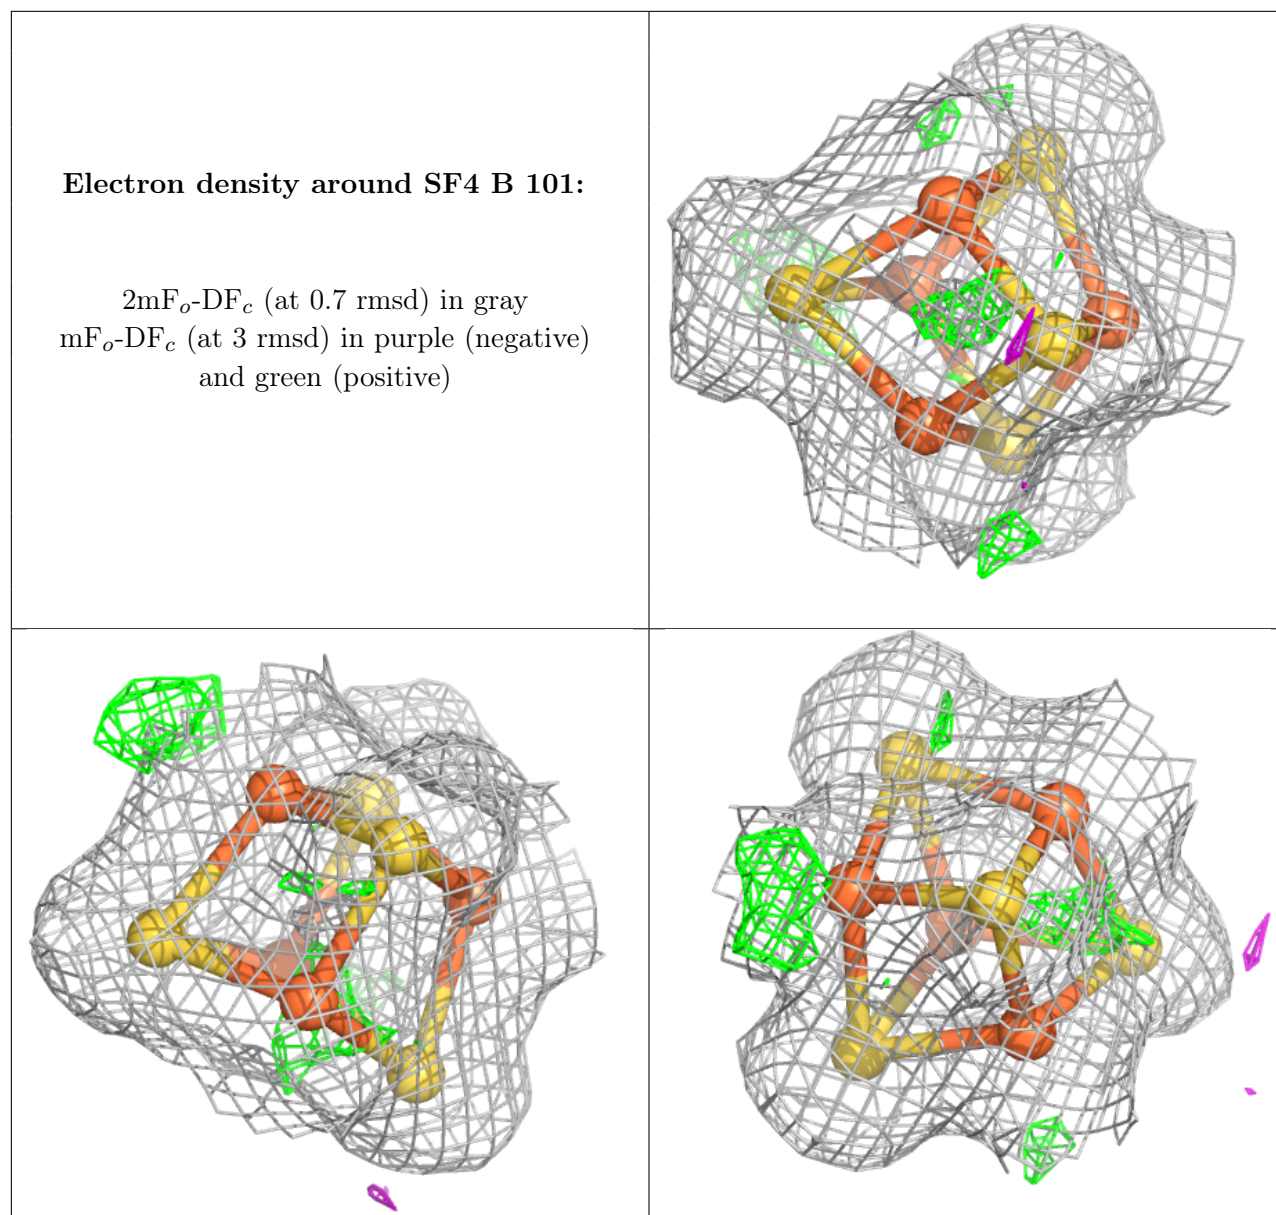 Electron density around SF4 B 101:
2mFₒ-DF𝒸 (at 0.7 rmsd) in gray
mFₒ-DF𝒸 (at 3 rmsd) in purple (negative)
and green (positive)